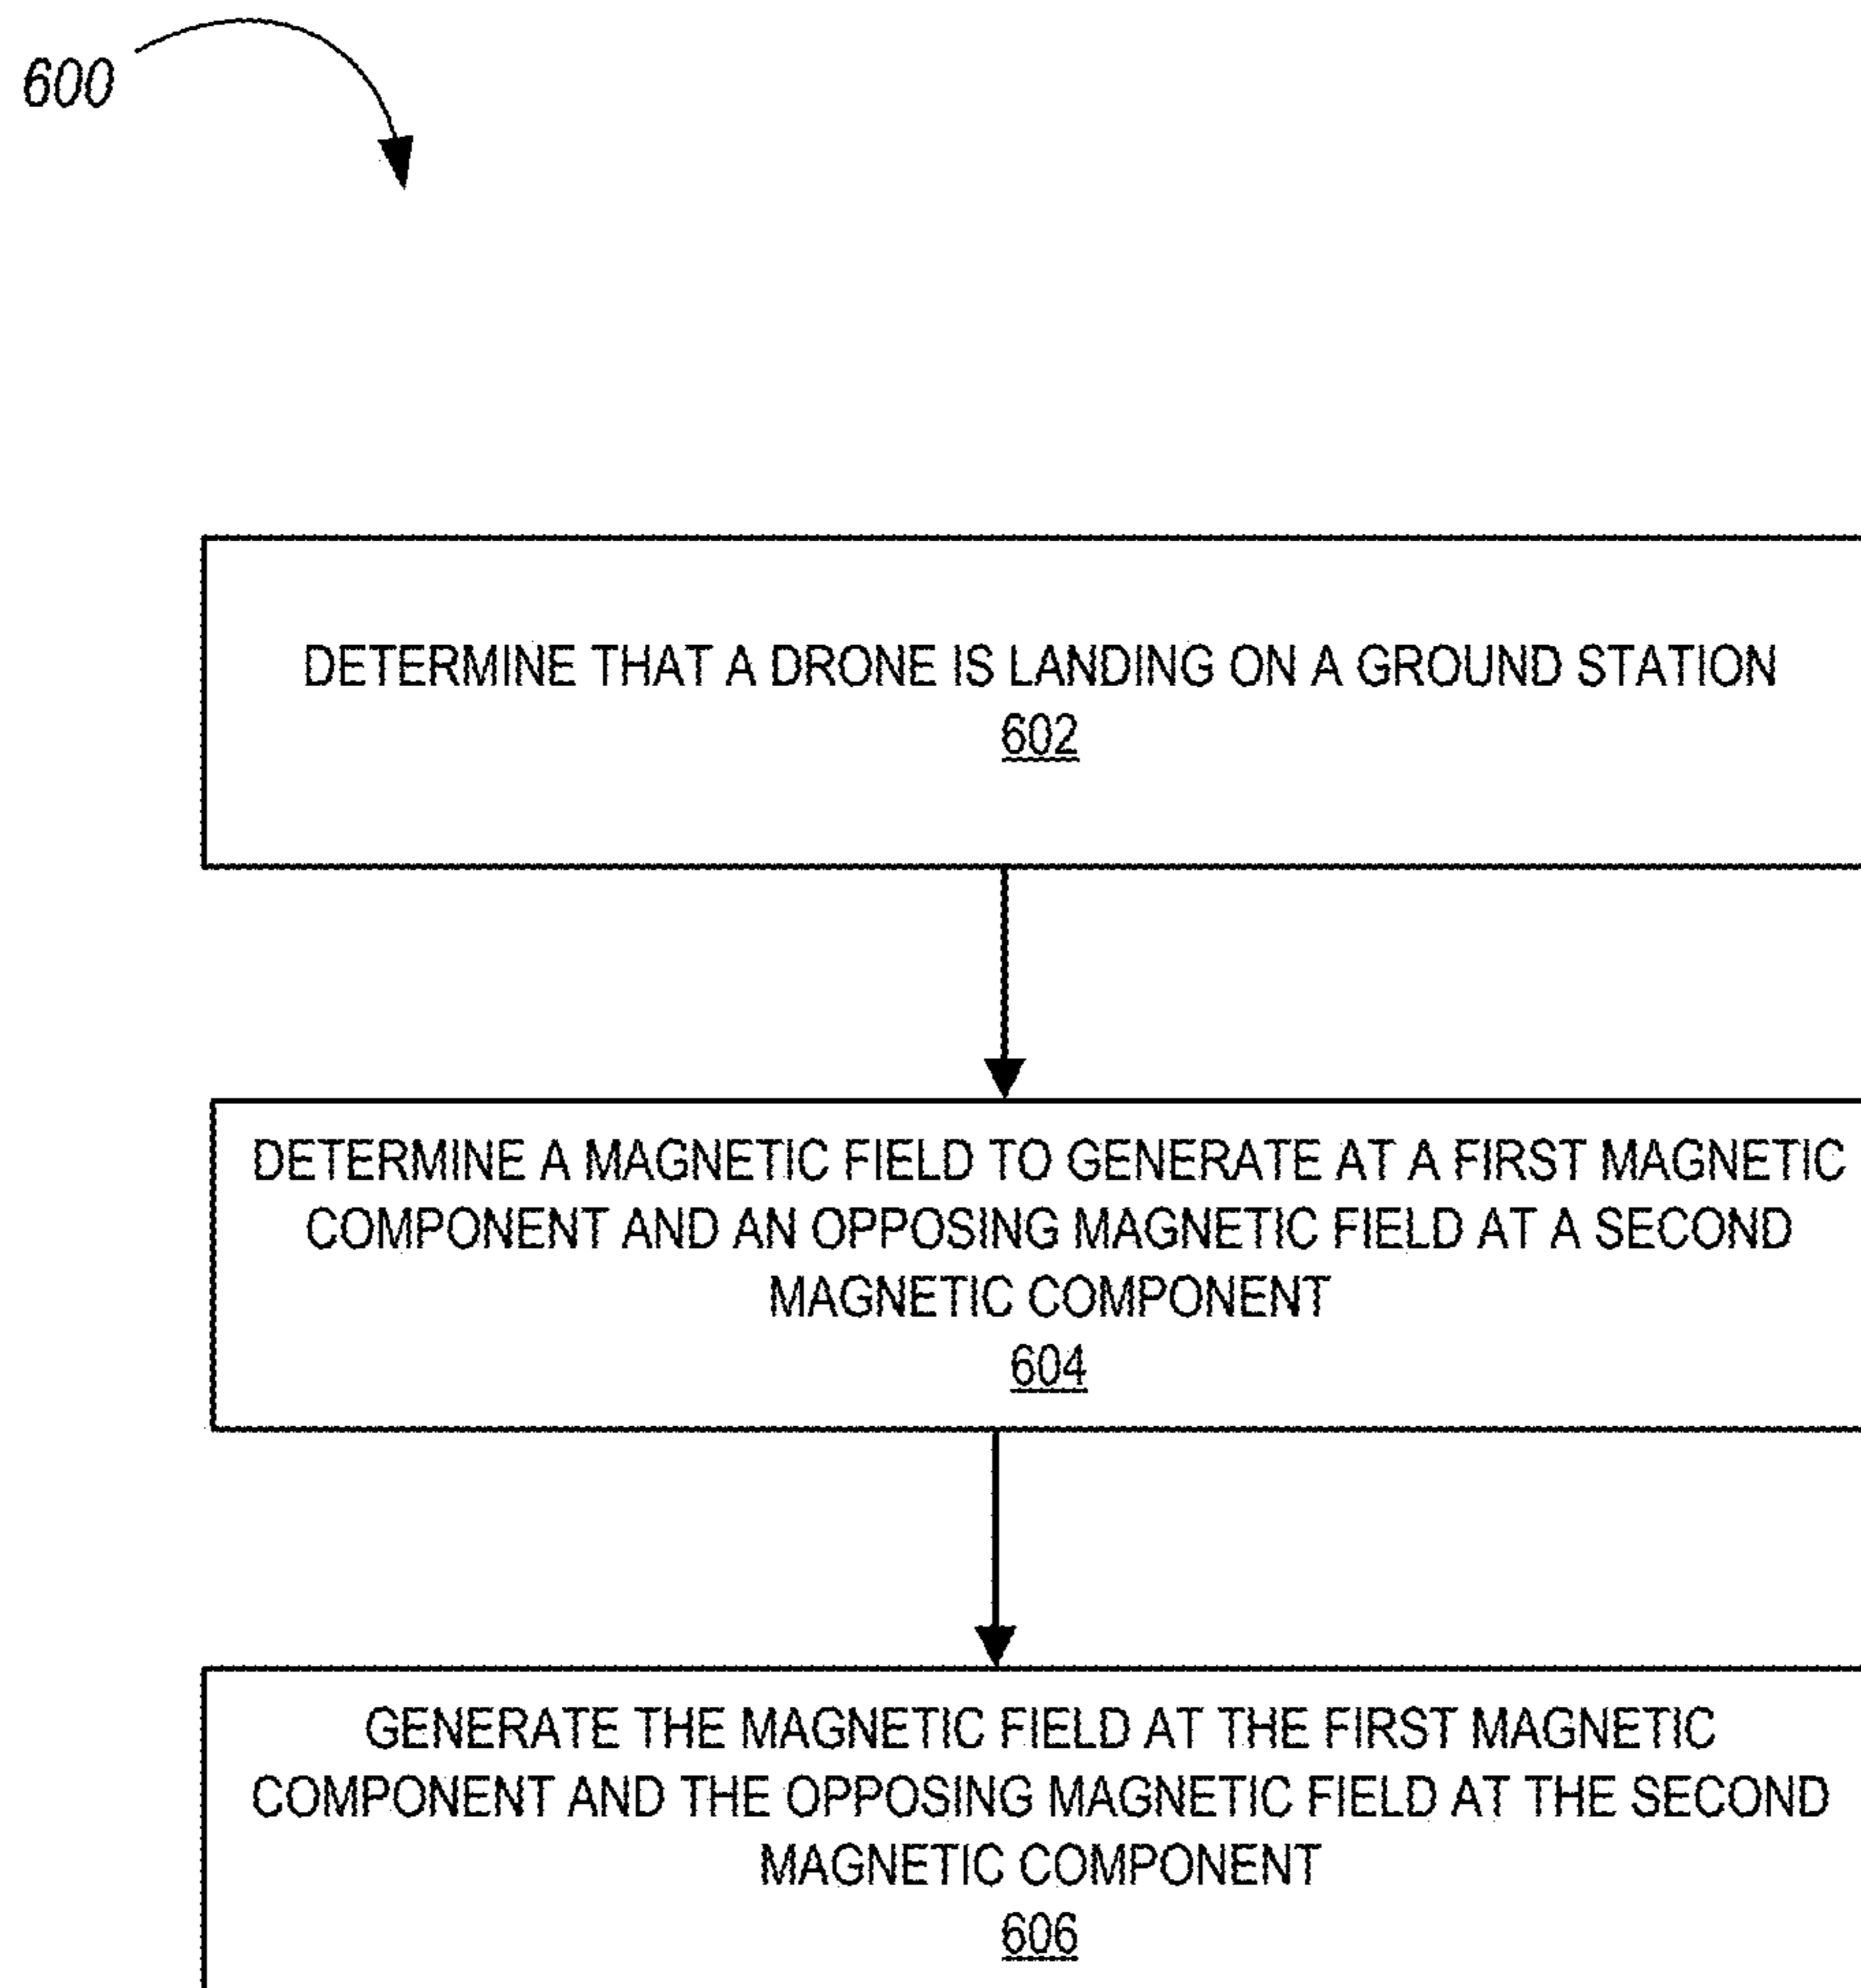 600
DETERMINE THAT A DRONE IS LANDING ON A GROUND STATION
602
DETERMINE A MAGNETIC FIELD TO GENERATE AT A FIRST MAGNETIC
COMPONENT AND AN OPPOSING MAGNETIC FIELD AT A SECOND
MAGNETIC COMPONENT
604
GENERATE THE MAGNETIC FIELD AT THE FIRST MAGNETIC
COMPONENT AND THE OPPOSING MAGNETIC FIELD AT THE SECOND
MAGNETIC COMPONENT
606